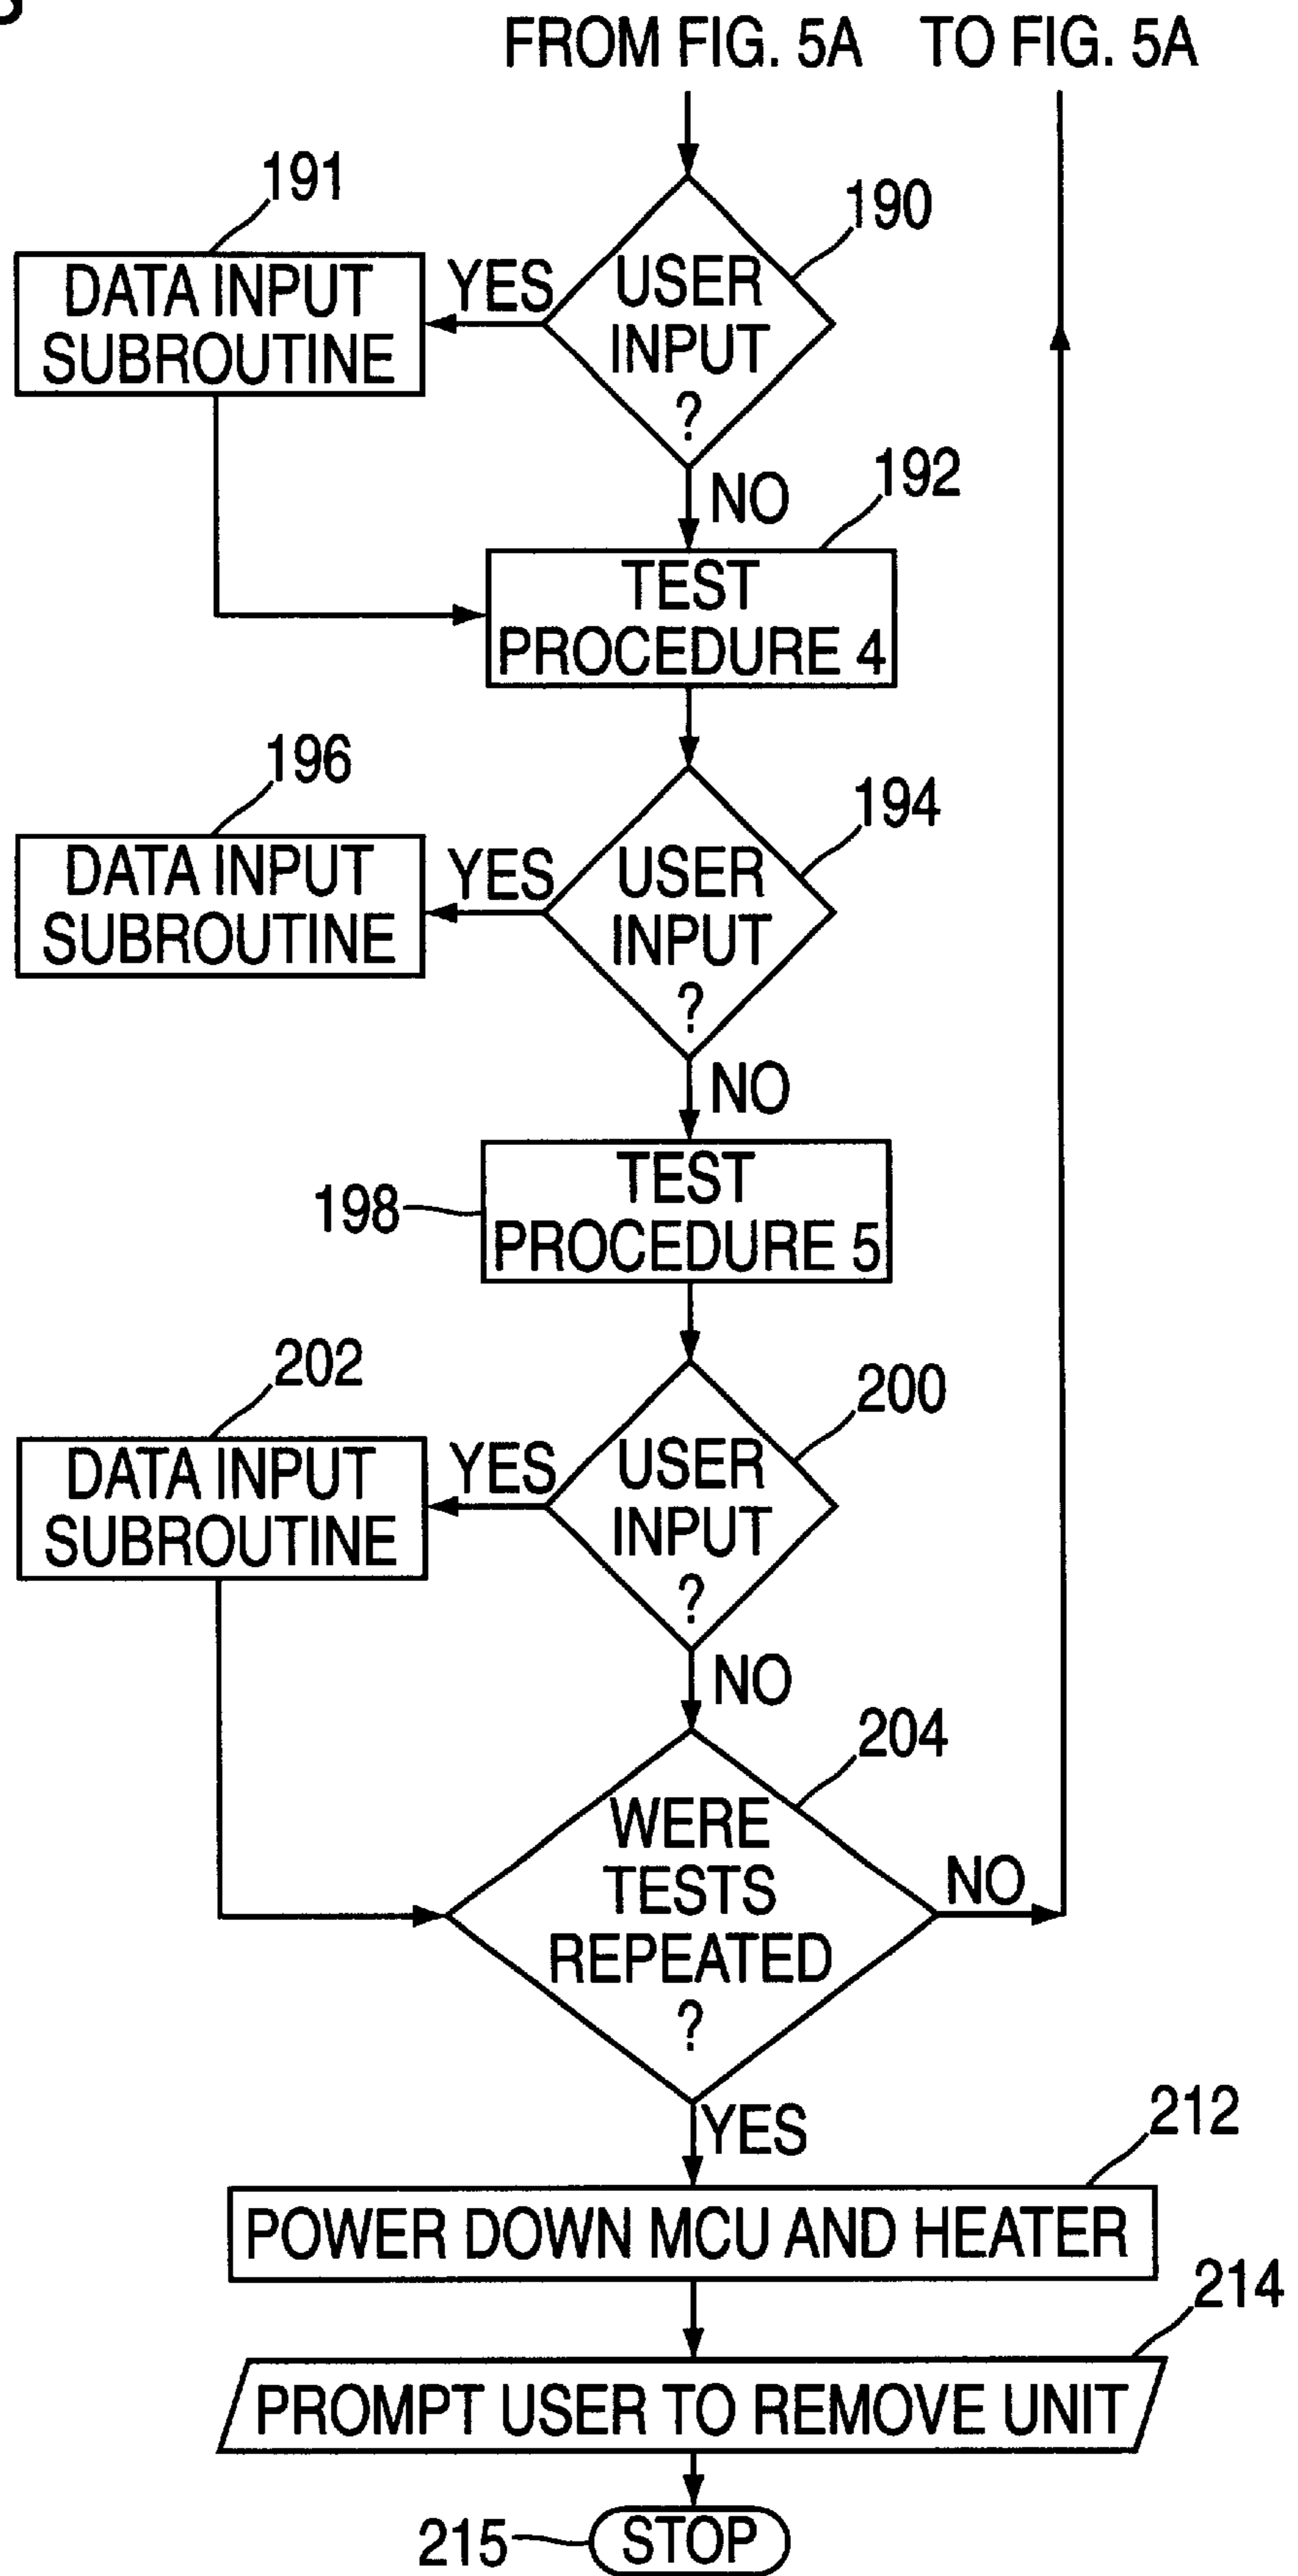 FROM FIG. 5A TO FIG. 5A
191
190
DATA INPUT
SUBROUTINE
YES
USER
INPUT
?
NO
192
TEST
PROCEDURE 4
196
194
DATA INPUT
SUBROUTINE
YES
USER
INPUT
?
NO
198
TEST
PROCEDURE 5
202
200
DATA INPUT
SUBROUTINE
YES
USER
INPUT
?
NO
204
WERE
TESTS
REPEATED
?
NO
YES
212
POWER DOWN MCU AND HEATER
214
PROMPT USER TO REMOVE UNIT
215
STOP